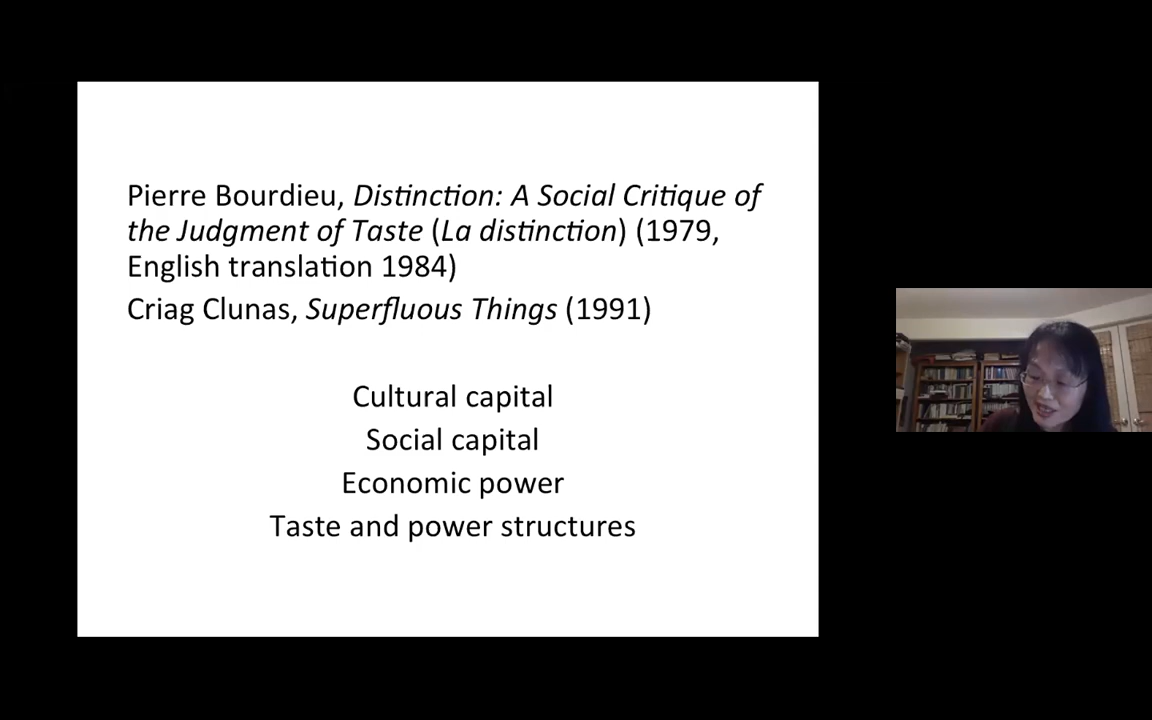 Pierre Bourdieu, Distinction: A Social Critique of
the Judgment of Taste (La distinction) (1979,
English translation 1984)
Criag Clunas, Superfluous Things (1991)
Cultural capital
Social capital
Economic power
Taste and power structures